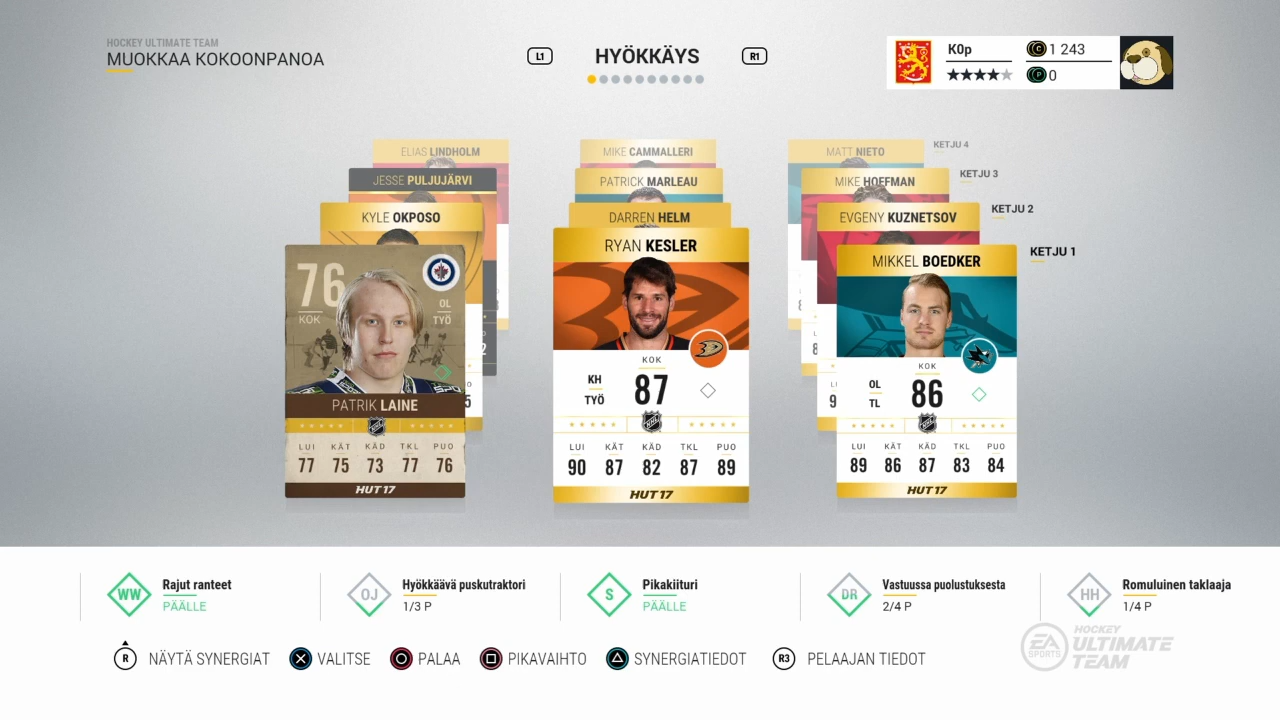 HOCKEY ULTIMATE TEAM
MUOKKAA KOKOONPANOA
L1
HYÖKKÄYS
R1
K0p
C 1 243
P 0
ELIAS LINDHOLM
MIKE CAMMALLERI
MATT NIETO
KETJU 4
JESSE PULJUJÄRVI
PATRICK MARLEAU
MIKE HOFFMAN
KETJU 3
KYLE OKPOSO
DARREN HELM
EVGENY KUZNETSOV
KETJU 2
KETJU 1
76
KOK
OL
TYÖ
PATRIK LAINE
NHL
LUI KÄT KÄD TKL PUO
77 75 73 77 76
HUT 17
RYAN KESLER
KOK
KH
TYÖ
87
NHL
LUI KÄT KÄD TKL PUO
90 87 82 87 89
HUT 17
MIKKEL BOEDKER
KOK
OL
TL
86
NHL
LUI KÄT KÄD TKL PUO
89 86 87 83 84
HUT 17
WW Rajut ranteet
PÄÄLLE
OJ Hyökkäävä puskutraktori
1/3 P
S Pikakiituri
PÄÄLLE
DR Vastuussa puolustuksesta
2/4 P
HH Romuluinen taklaaja
1/4 P
R NÄYTÄ SYNERGIAT VALITSE PALAA PIKAVAIHTO SYNERGIATIEDOT R3 PELAAJAN TIEDOT
EA SPORTS
HOCKEY
ULTIMATE
TEAM